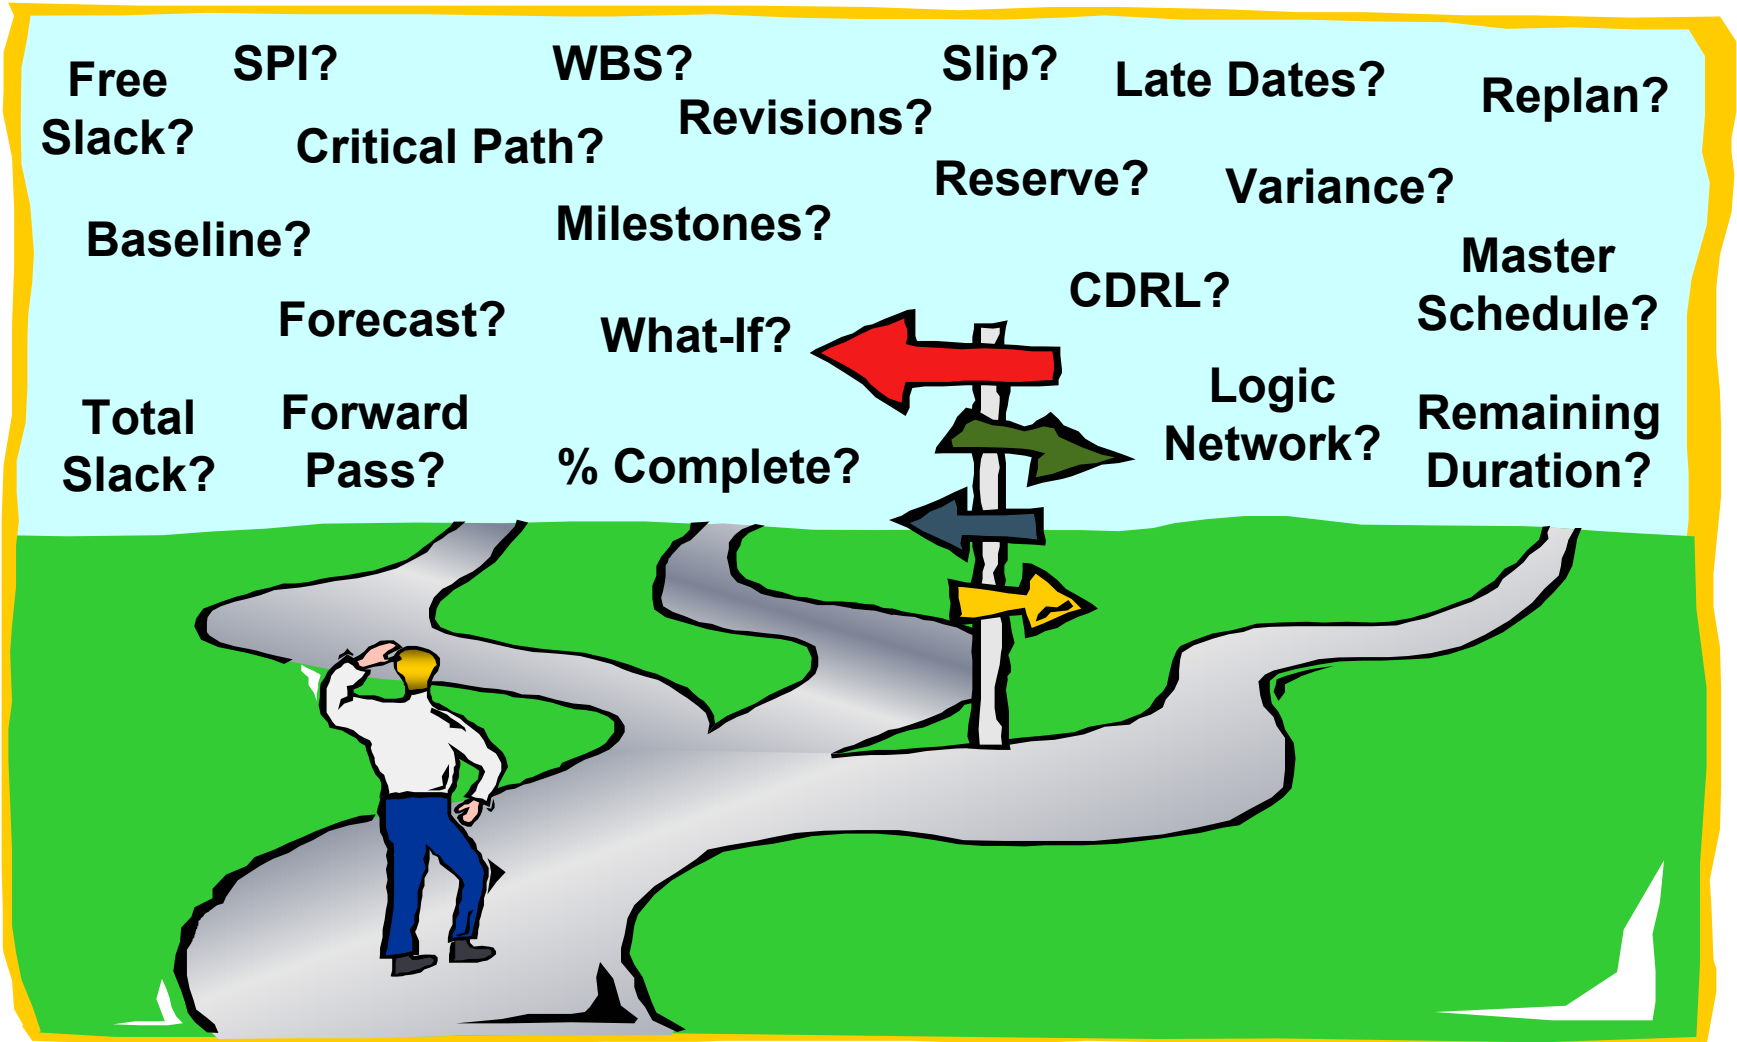 Free
Slack?
SPI?
WBS?
Slip?
Late Dates?
Replan?
Critical Path?
Revisions?
Reserve?
Variance?
Baseline?
Milestones?
Master
Schedule?
CDRL?
Forecast?
What-If?
Total
Slack?
Forward
Pass?
% Complete?
Logic
Network?
Remaining
Duration?